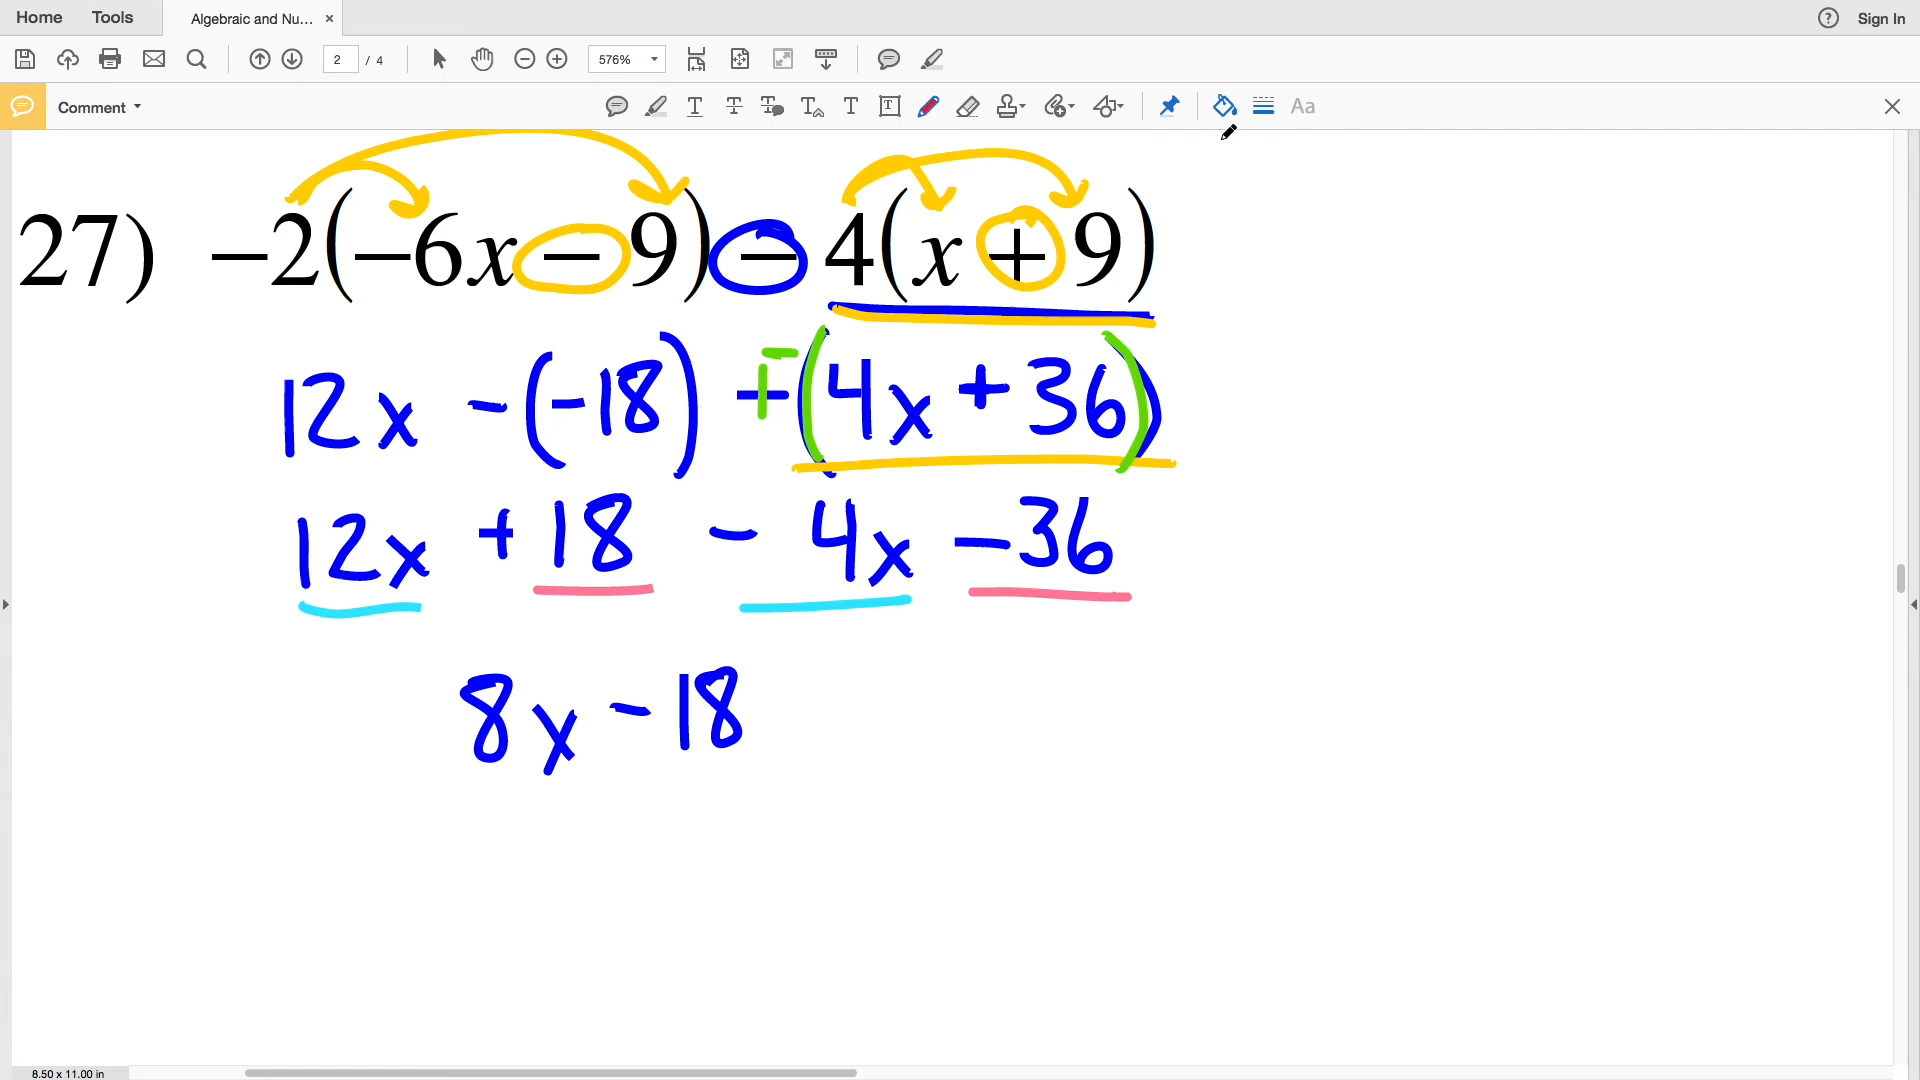 Home Tools Algebraic and Nu... × ? Sign In
2 / 4 576%
Comment T T T T T T Aa
27) −2(−6x − 9) − 4(x + 9)
12x - (-18) + - (4x + 36)
12x + 18 - 4x - 36
8x - 18
8.50 x 11.00 in